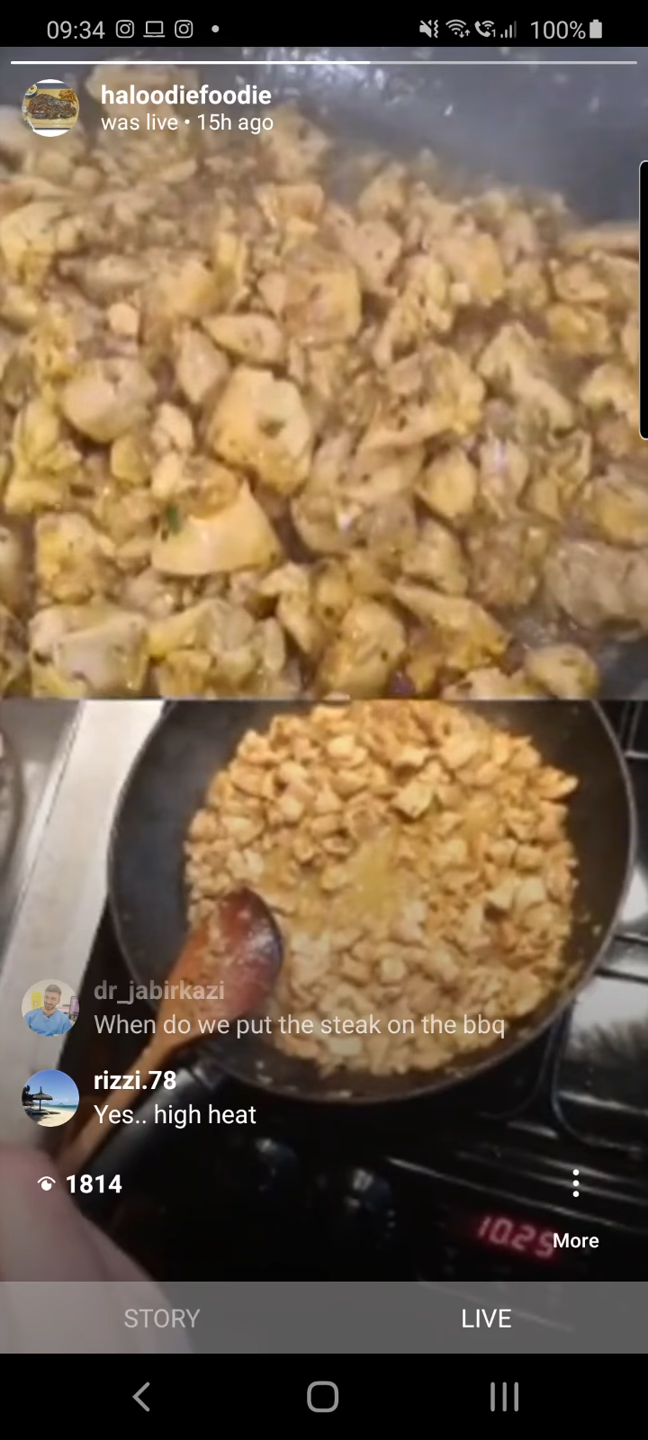 09:34
100%
haloodiefoodie
was live • 15h ago
dr_jabirkazi
When do we put the steak on the bbq
rizzi.78
Yes.. high heat
1814
10:25
More
STORY
LIVE